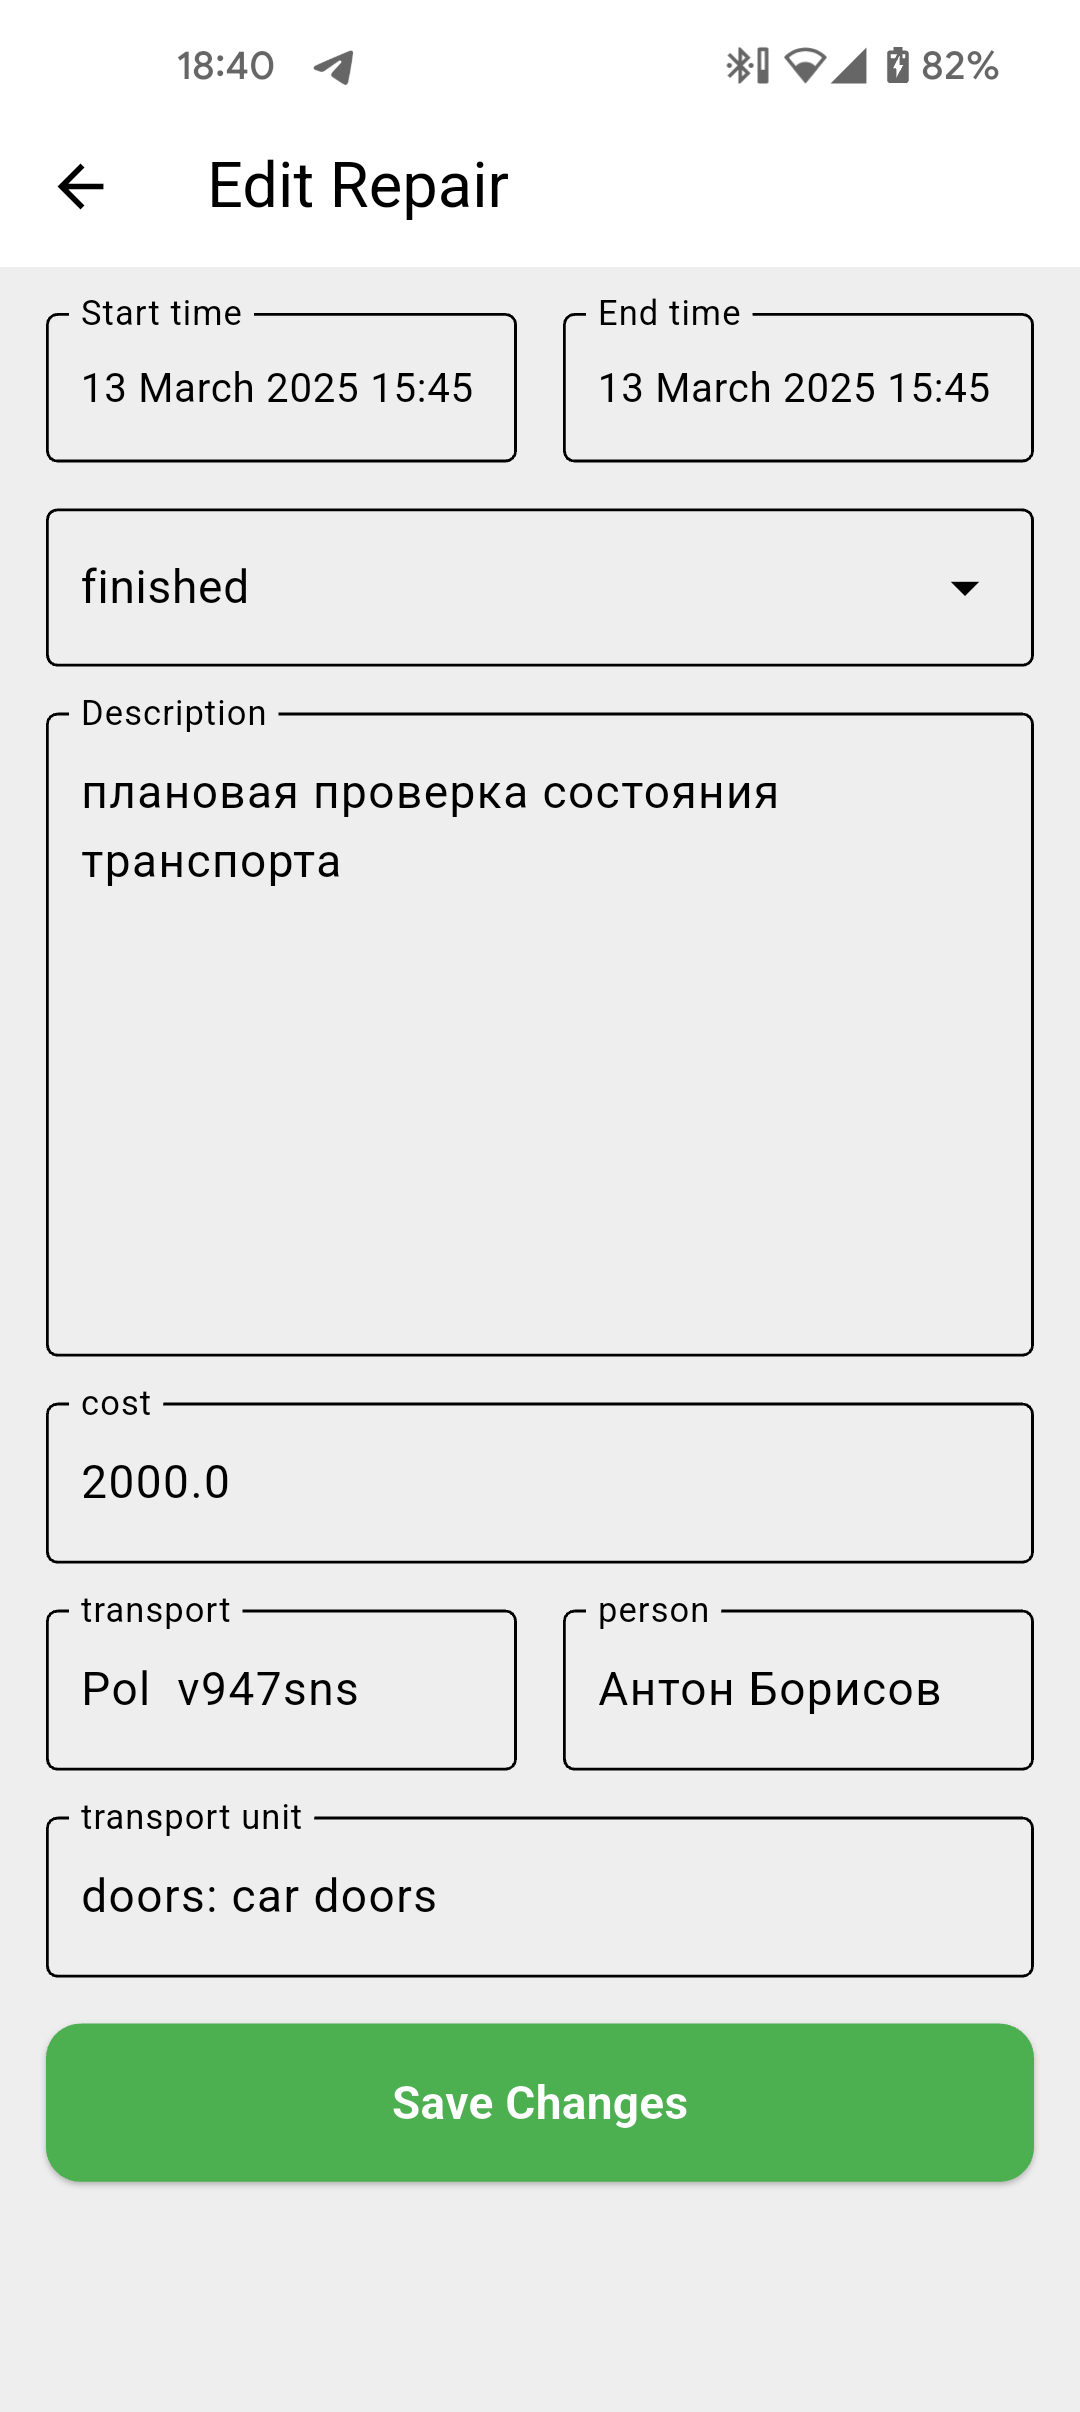 18:40 82%
Edit Repair
Start time End time
13 March 2025 15:45 13 March 2025 15:45
finished
Description
плановая проверка состояния
транспорта
cost
2000.0
transport person
Pol  v947sns Антон Борисов
transport unit
doors: car doors
Save Changes